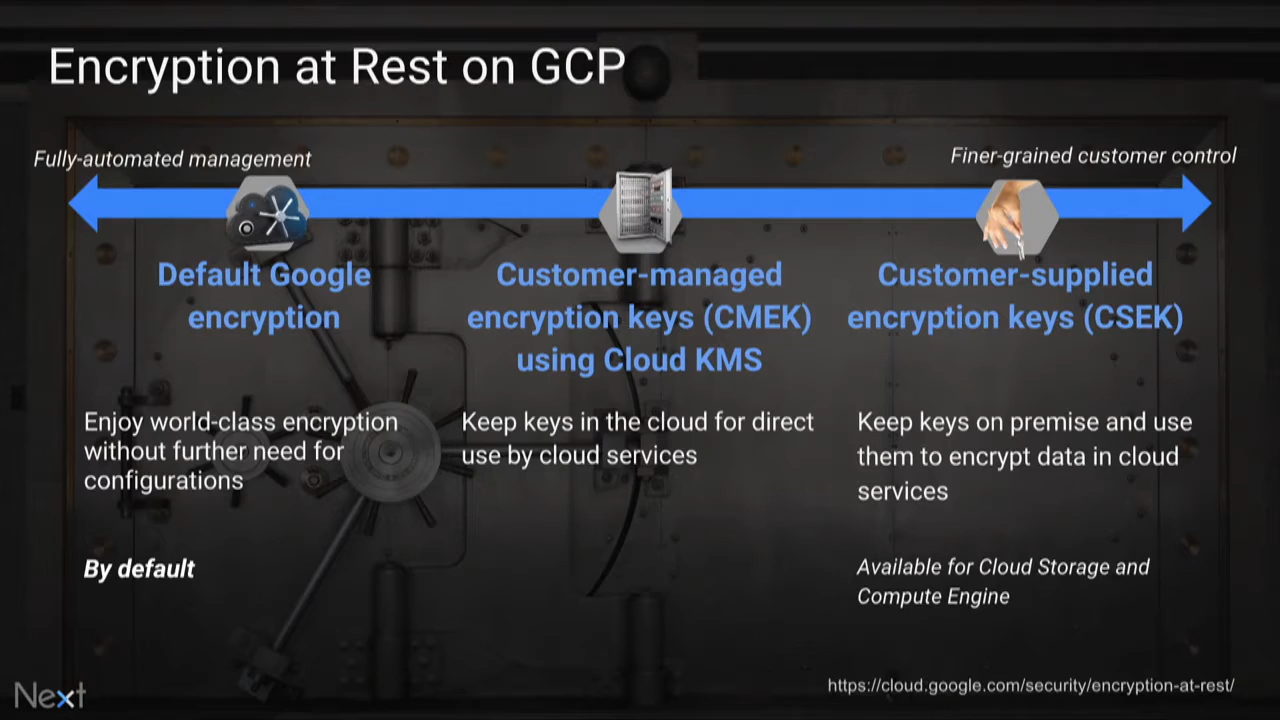 Encryption at Rest on GCP
Fully-automated management
Finer-grained customer control
Default Google
encryption
Enjoy world-class encryption
without further need for
configurations
By default
Customer-managed
encryption keys (CMEK)
using Cloud KMS
Keep keys in the cloud for direct
use by cloud services
Customer-supplied
encryption keys (CSEK)
Keep keys on premise and use
them to encrypt data in cloud
services
Available for Cloud Storage and
Compute Engine
Next
https://cloud.google.com/security/encryption-at-rest/